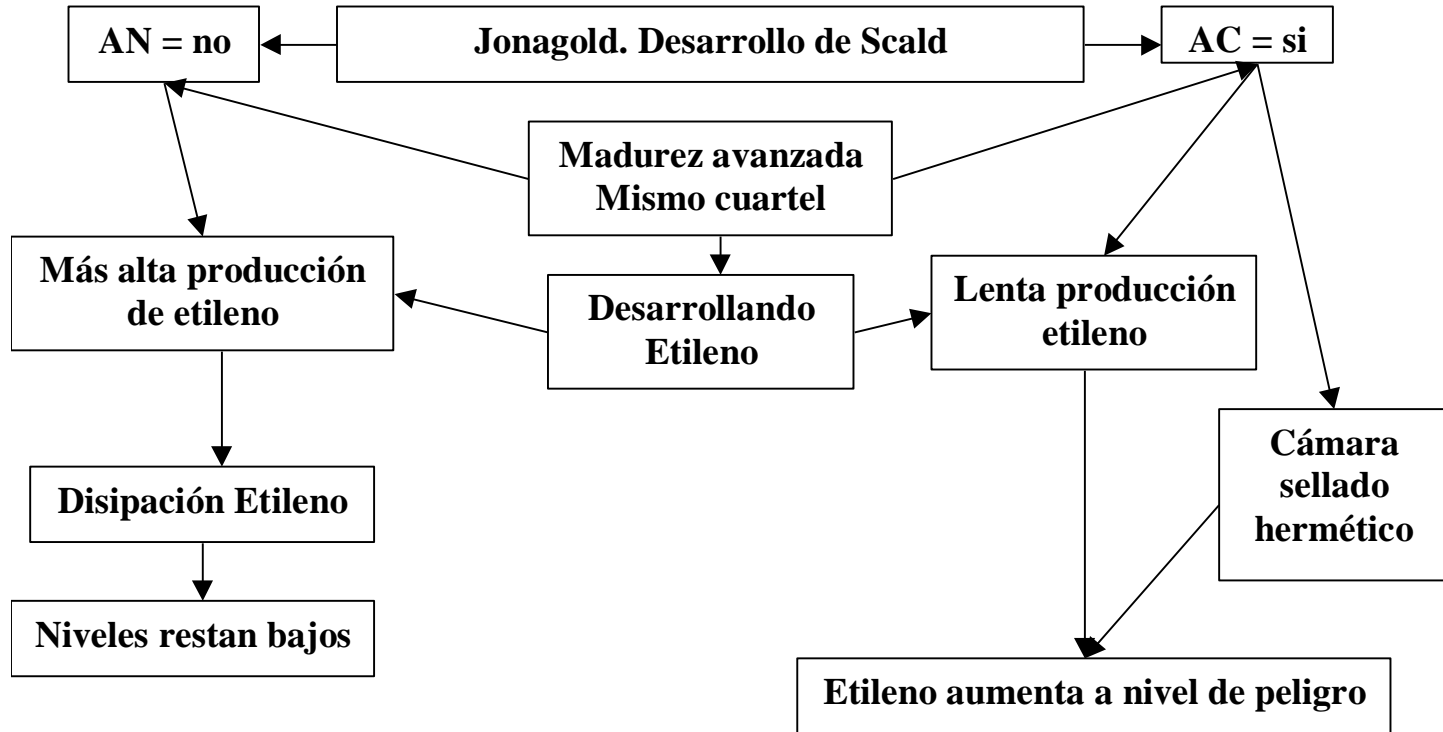 AN = no
Jonagold. Desarrollo de Scald
AC = si
Madurez avanzada
Mismo cuartel
Más alta producción
de etileno
Desarrollando
Etileno
Lenta producción
etileno
Cámara
sellado
hermético
Disipación Etileno
Niveles restan bajos
Etileno aumenta a nivel de peligro